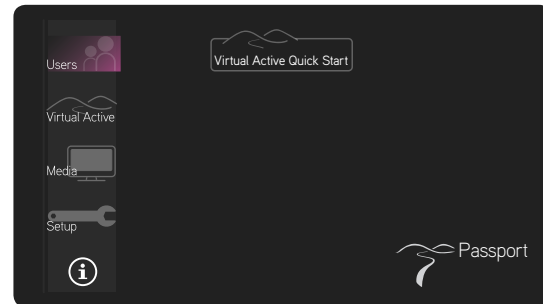 Users
Virtual Active Quick Start
Virtual Active
Media
Setup
i
Passport